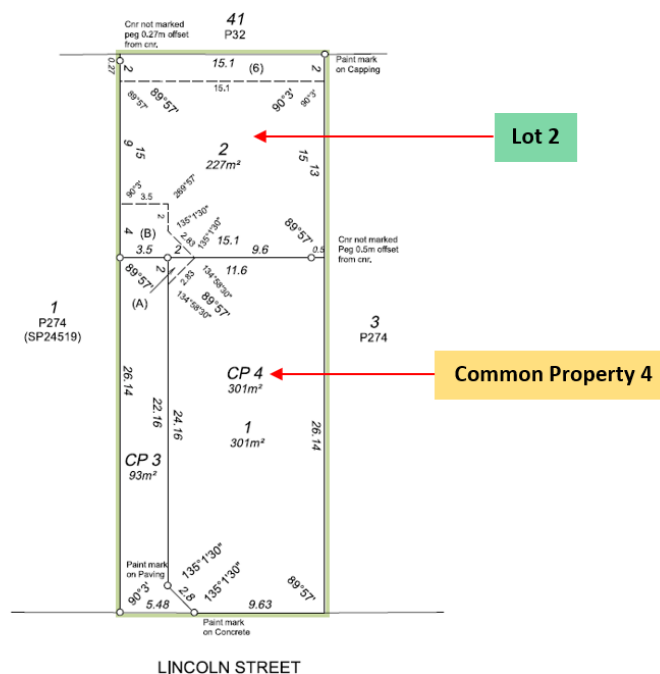 41
P32
Cnr not marked
peg 0.27m offset
from cnr.
Paint mark
on Capping
0.27
2
15.1
(6)
2
15.1
89°57'
89°57'
90°3'
90°3'
9
15
2
227m²
15
13
Lot 2
90°3'
3.5
269°57'
2
135°1'30"
4
(B)
2.83
135°1'30"
15.1
89°57'
3.5
2
9.6
0.5
Cnr not marked
Peg 0.5m offset
from cnr.
89°57'
2
2.83
11.6
134°58'30"
(A)
134°58'30"
89°57'
1
P274
(SP24519)
3
P274
CP 4
301m²
Common Property 4
26.14
22.16
24.16
1
301m²
26.14
CP 3
93m²
Paint mark
on Paving
135°1'30"
90°3'
2.8
135°1'30"
89°57'
5.48
9.63
Paint mark
on Concrete
LINCOLN STREET